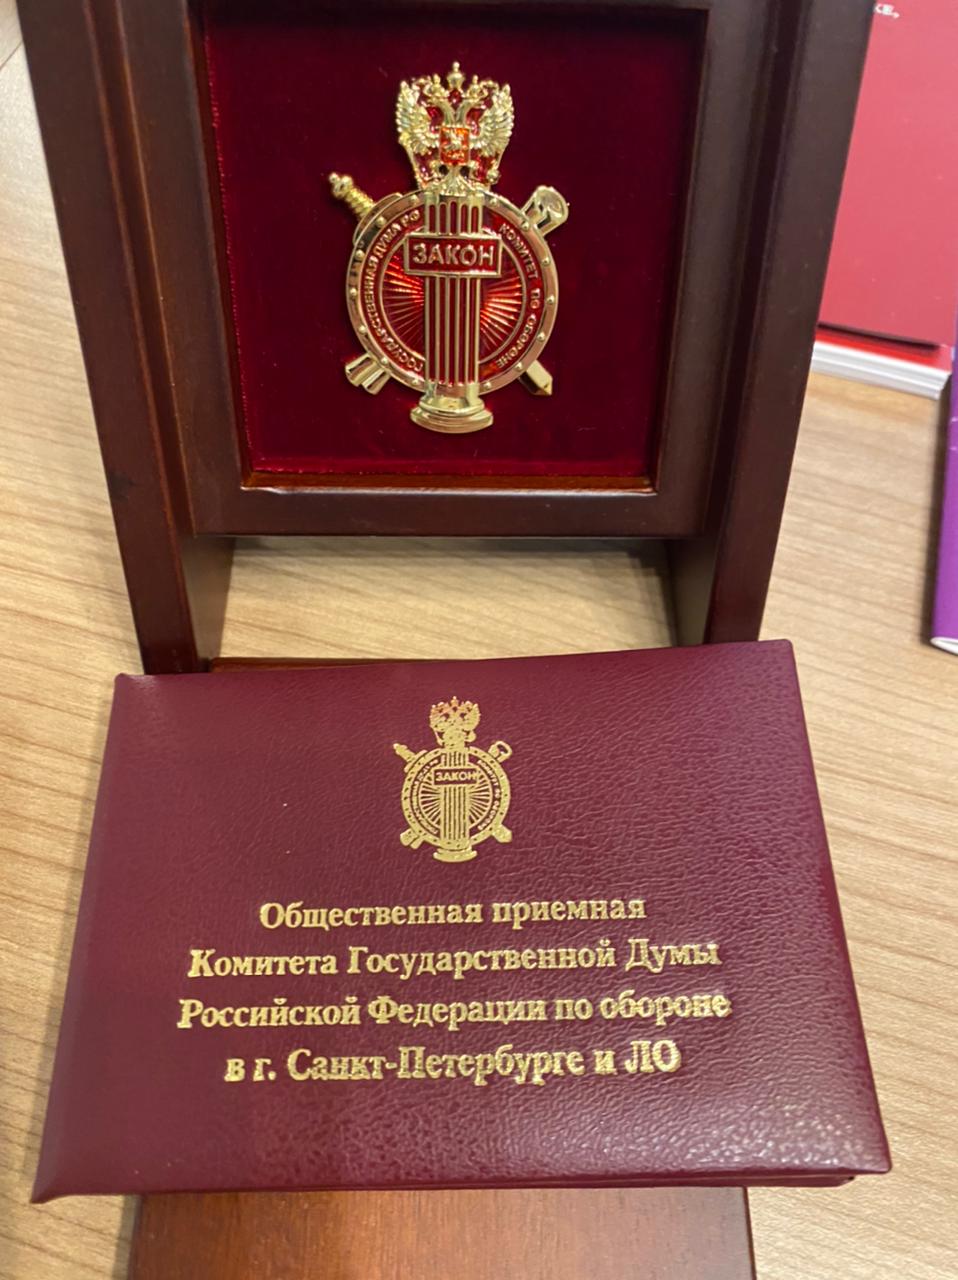 КЕ,
ГОСУДАРСТВЕННАЯ ДУМА РФ
КОМИТЕТ ПО ОБОРОНЕ
ЗАКОН
ЗАКОН
Общественная приемная
Комитета Государственной Думы
Российской Федерации по обороне
в г. Санкт-Петербурге и ЛО